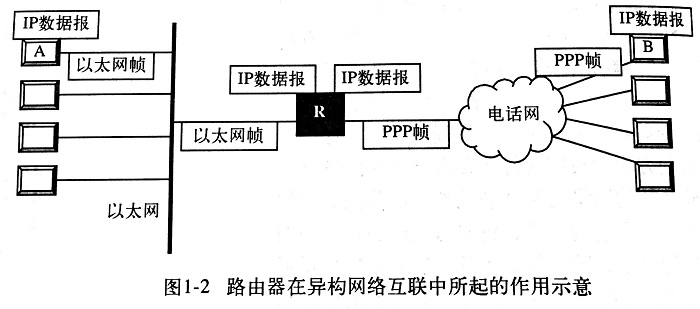 IP数据报
IP数据报
A
以太网帧
PPP帧
B
IP数据报
IP数据报
R
电话网
以太网帧
PPP帧
以太网
图1-2 路由器在异构网络互联中所起的作用示意